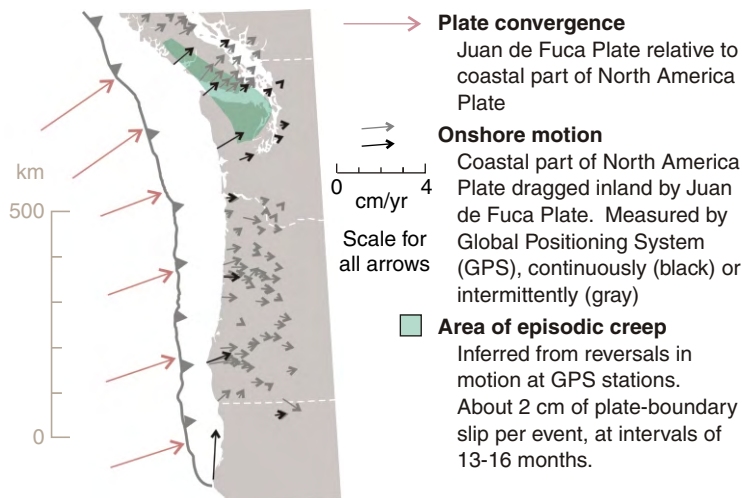 Plate convergence
Juan de Fuca Plate relative to
coastal part of North America
Plate
Onshore motion
Coastal part of North America
Plate dragged inland by Juan
de Fuca Plate. Measured by
Global Positioning System
(GPS), continuously (black) or
intermittently (gray)
Area of episodic creep
Inferred from reversals in
motion at GPS stations.
About 2 cm of plate-boundary
slip per event, at intervals of
13-16 months.
0 4
cm/yr
Scale for
all arrows
km
500
0